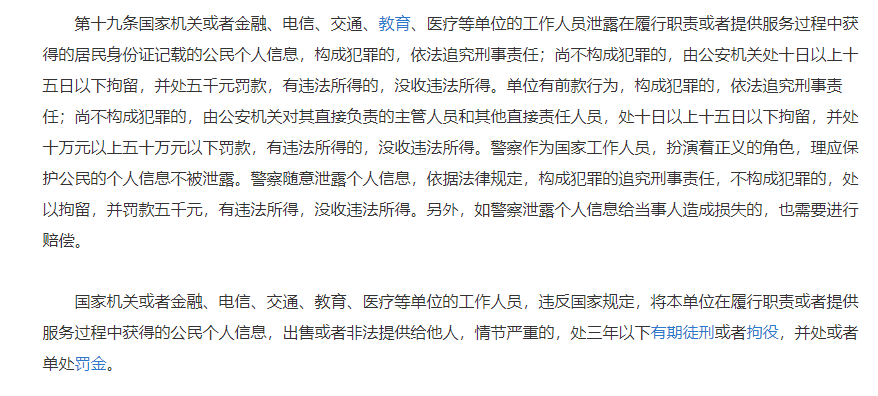 第十九条国家机关或者金融、电信、交通、教育、医疗等单位的工作人员泄露在履行职责或者提供服务过程中获
得的居民身份证记载的公民个人信息，构成犯罪的，依法追究刑事责任；尚不构成犯罪的，由公安机关处十日以上十
五日以下拘留，并处五千元罚款，有违法所得的，没收违法所得。单位有前款行为，构成犯罪的，依法追究刑事责
任；尚不构成犯罪的，由公安机关对其直接负责的主管人员和其他直接责任人员，处十日以上十五日以下拘留，并处
十万元以上五十万元以下罚款，有违法所得的，没收违法所得。警察作为国家工作人员，扮演着正义的角色，理应保
护公民的个人信息不被泄露。警察随意泄露个人信息，依据法律规定，构成犯罪的追究刑事责任，不构成犯罪的，处
以拘留，并罚款五千元，有违法所得，没收违法所得。另外，如警察泄露个人信息给当事人造成损失的，也需要进行
赔偿。
国家机关或者金融、电信、交通、教育、医疗等单位的工作人员，违反国家规定，将本单位在履行职责或者提供
服务过程中获得的公民个人信息，出售或者非法提供给他人，情节严重的，处三年以下有期徒刑或者拘役，并处或者
单处罚金。